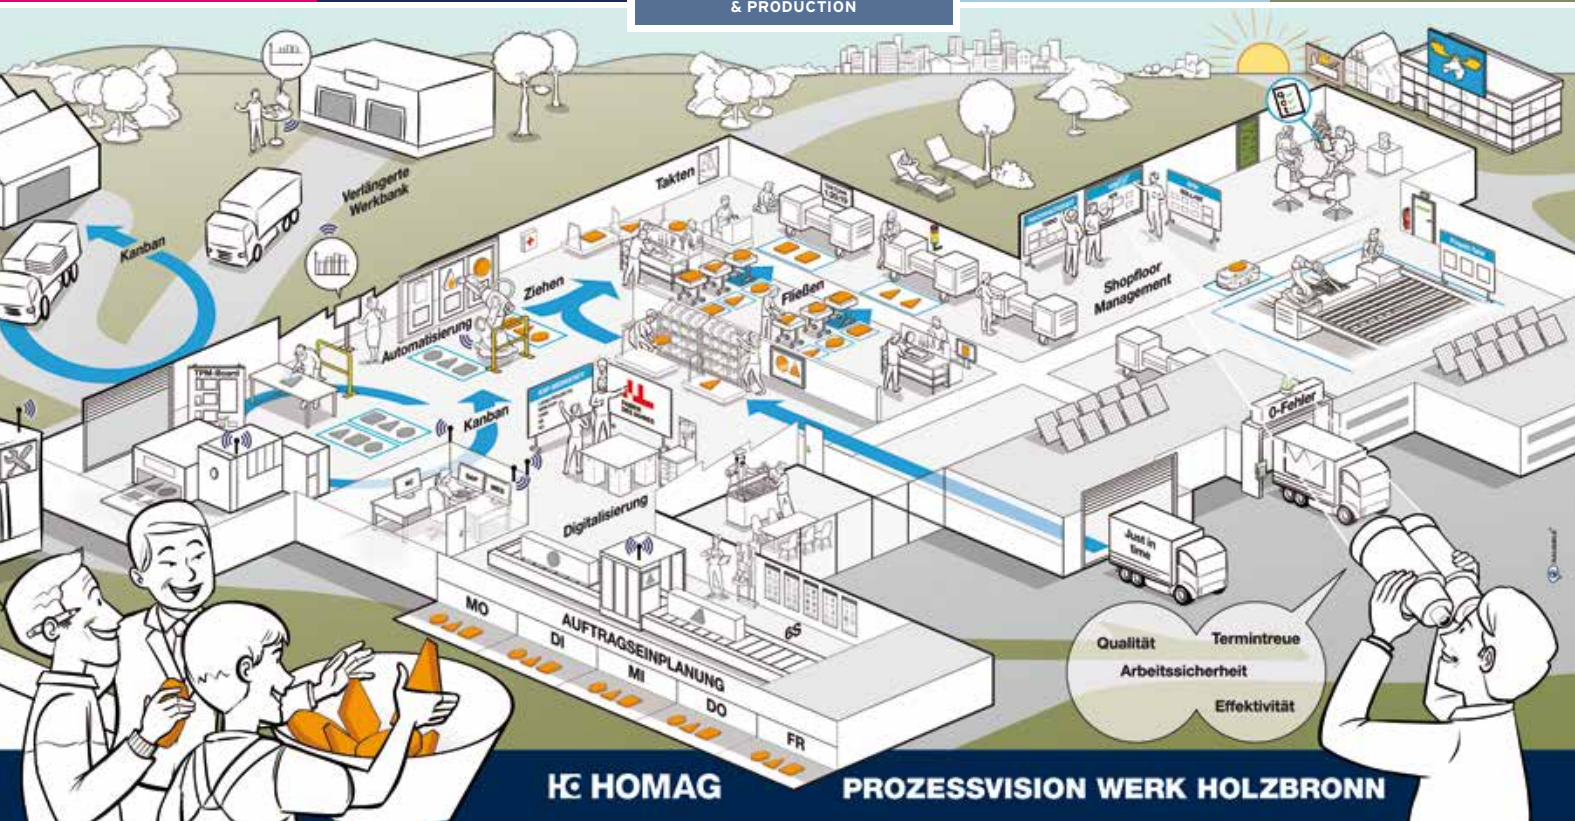 & PRODUCTION
Verlängerte
Werkbank
Kanban
Takten
Ziehen
Fließen
Automatisierung
Shopfloor
Management
TPM-Board
Kanban
0-Fehler
Digitalisierung
Just in
time
6S
MO
DI
MI
DO
FR
AUFTRAGSEINPLANUNG
Qualität
Termintreue
Arbeitssicherheit
Effektivität
HOMAG
PROZESSVISION WERK HOLZBRONN